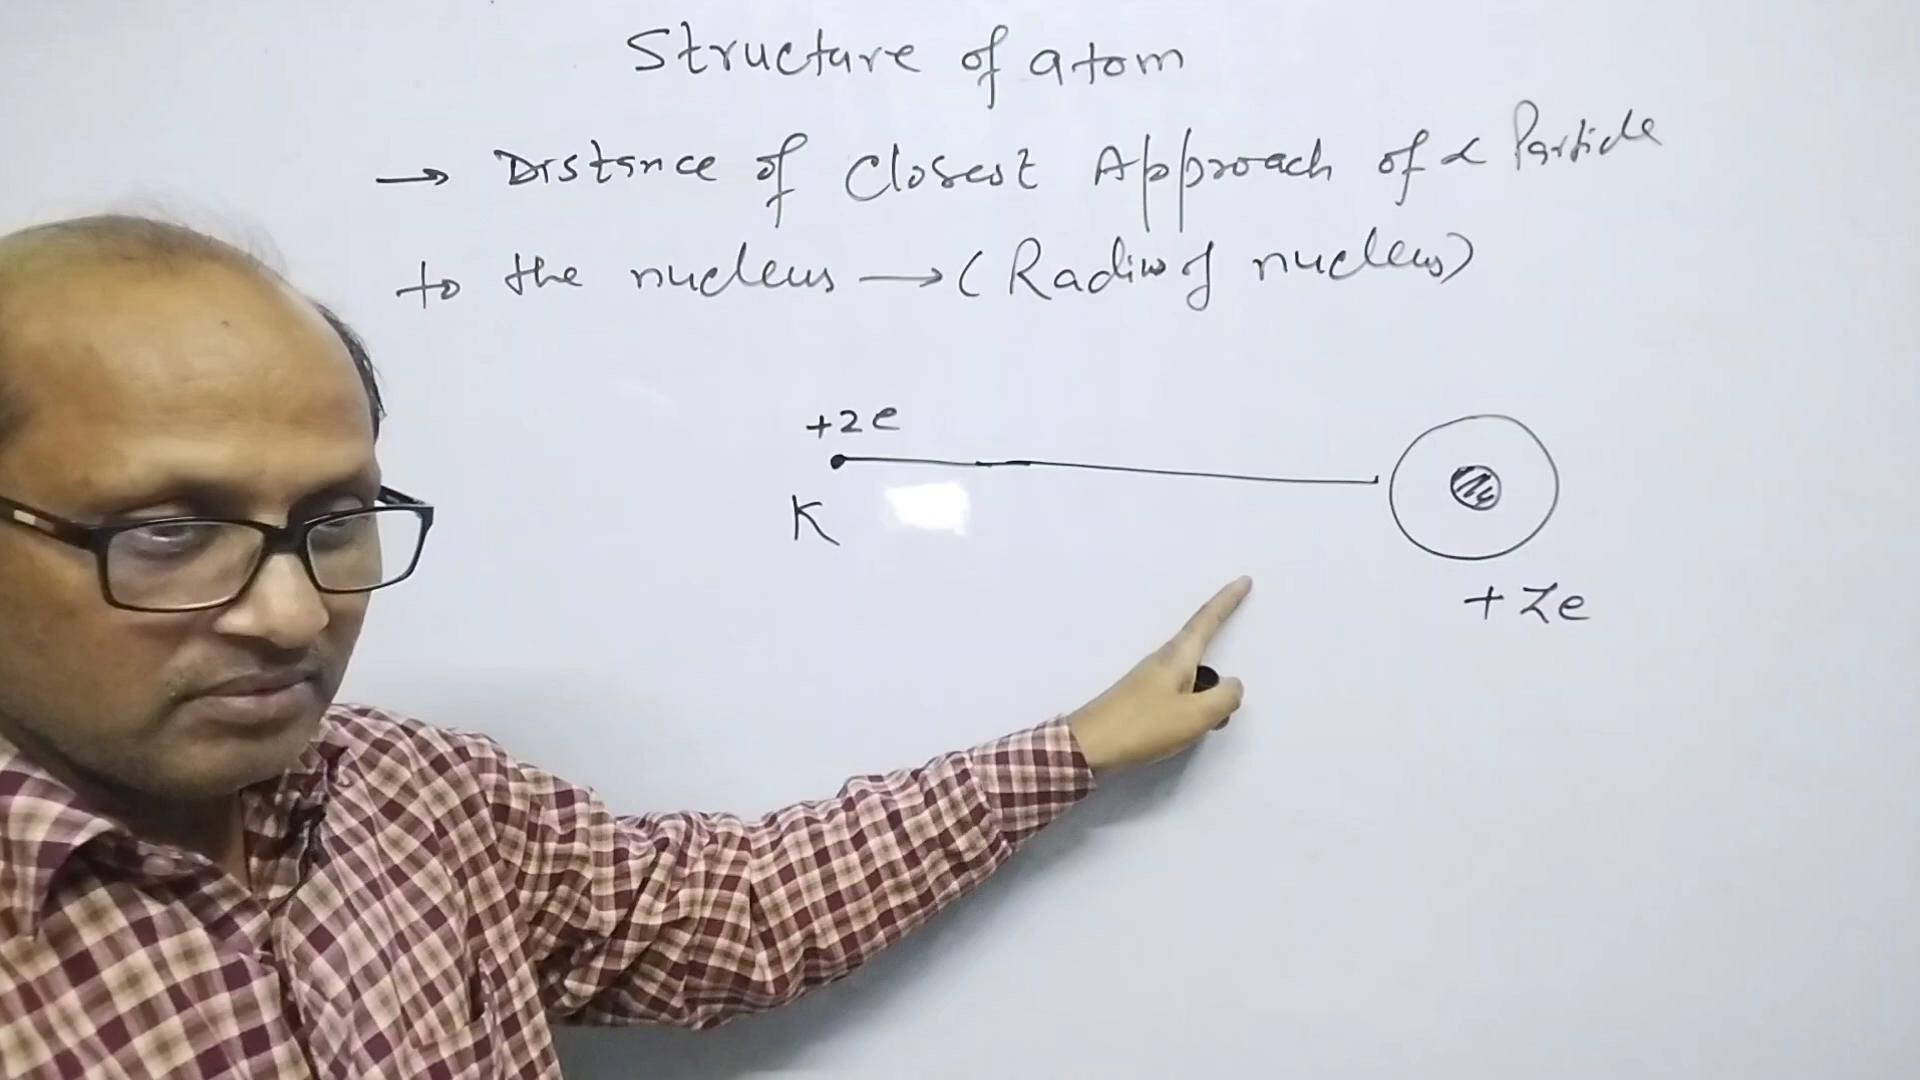 Structure of atom
→ Distance of Closest Approach of α Particle
to the nucleus → (Radius of nucleus)
+2e
K
+Ze